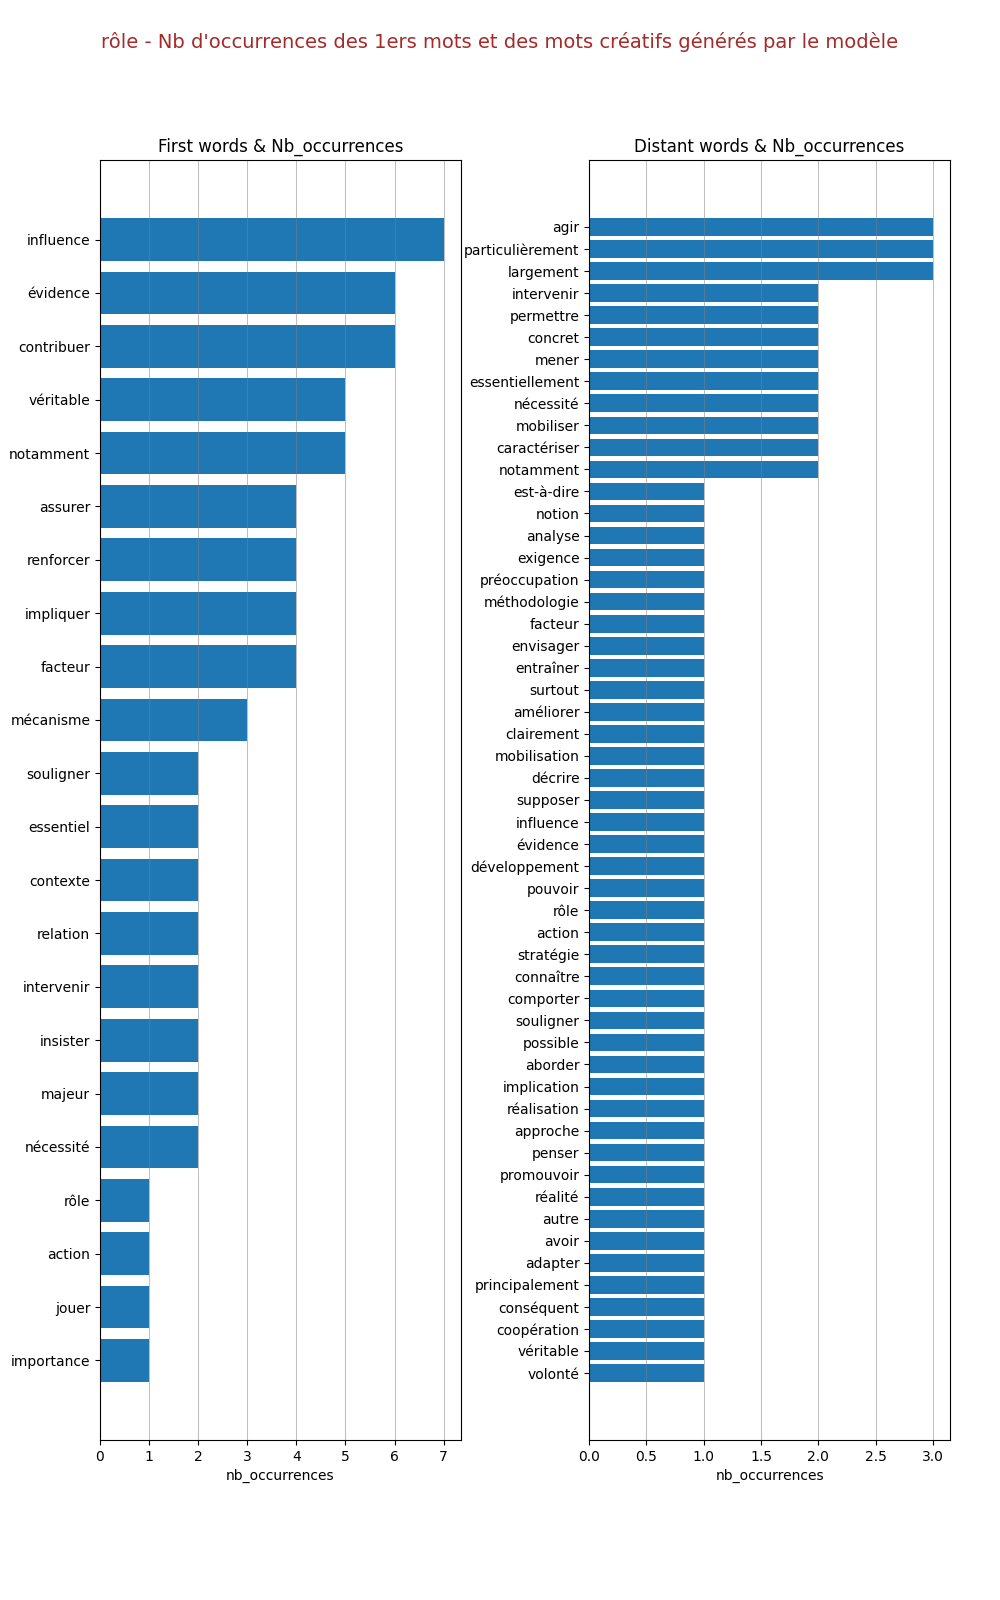 rôle - Nb d'occurrences des 1ers mots et des mots créatifs générés par le modèle
First words & Nb_occurrences
influence
évidence
contribuer
véritable
notamment
assurer
renforcer
impliquer
facteur
mécanisme
souligner
essentiel
contexte
relation
intervenir
insister
majeur
nécessité
rôle
action
jouer
importance
0 1 2 3 4 5 6 7
nb_occurrences
Distant words & Nb_occurrences
agir
particulièrement
largement
intervenir
permettre
concret
mener
essentiellement
nécessité
mobiliser
caractériser
notamment
est-à-dire
notion
analyse
exigence
préoccupation
méthodologie
facteur
envisager
entraîner
surtout
améliorer
clairement
mobilisation
décrire
supposer
influence
évidence
développement
pouvoir
rôle
action
stratégie
connaître
comporter
souligner
possible
aborder
implication
réalisation
approche
penser
promouvoir
réalité
autre
avoir
adapter
principalement
conséquent
coopération
véritable
volonté
0.0 0.5 1.0 1.5 2.0 2.5 3.0
nb_occurrences